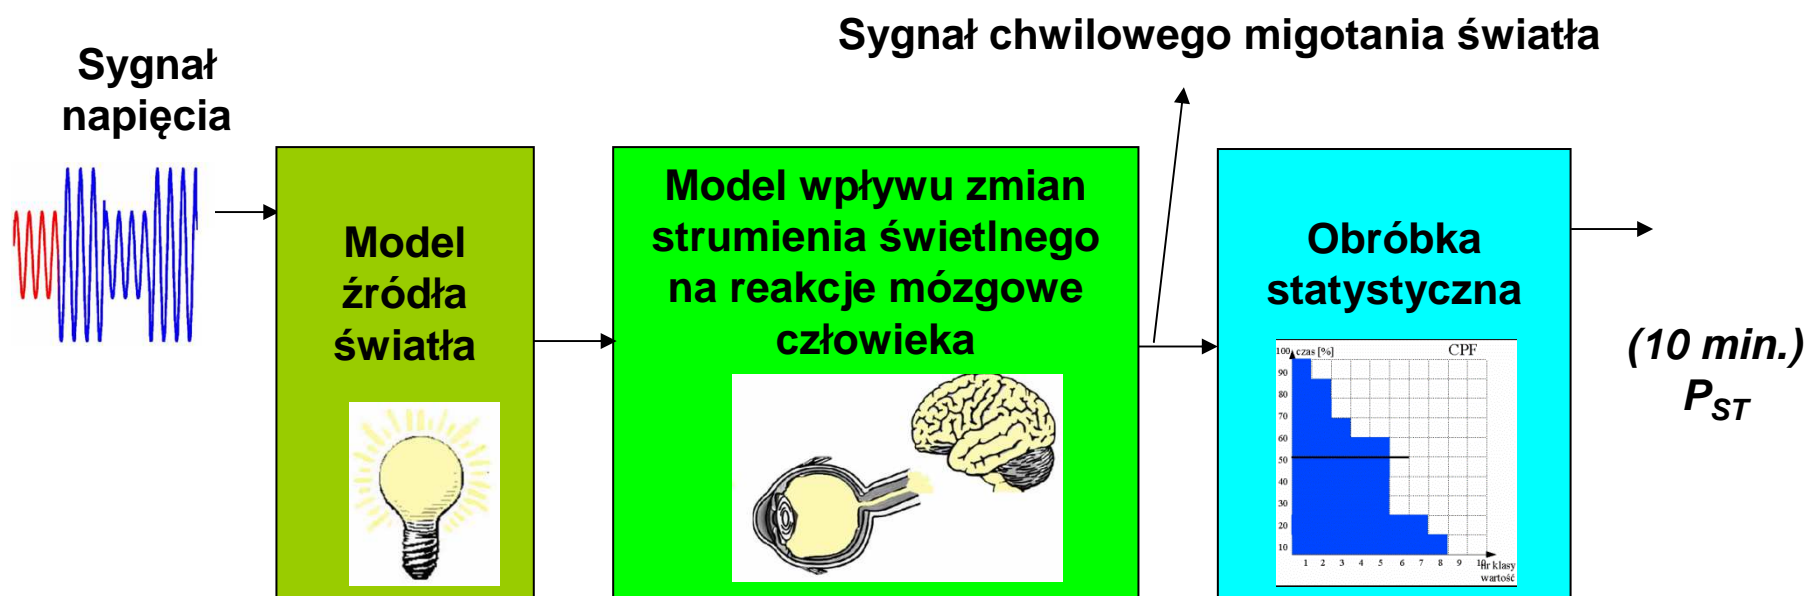 Sygnał chwilowego migotania światła
Sygnał
napięcia
Model
źródła
światła
Model wpływu zmian
strumienia świetlnego
na reakcje mózgowe
człowieka
Obróbka
statystyczna
100 czas [%] CPF
90
80
70
60
50
40
30
20
10
1 2 3 4 5 6 7 8 9 10
nr klasy
wartość
(10 min.)
PST